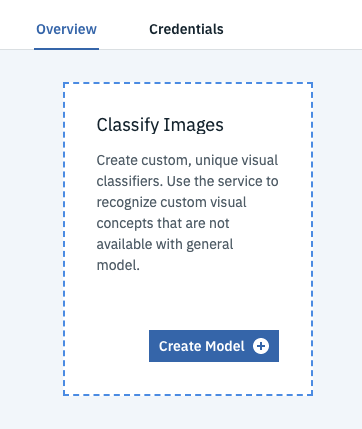 Overview Credentials
Classify Images
Create custom, unique visual
classifiers. Use the service to
recognize custom visual
concepts that are not
available with general
model.
Create Model